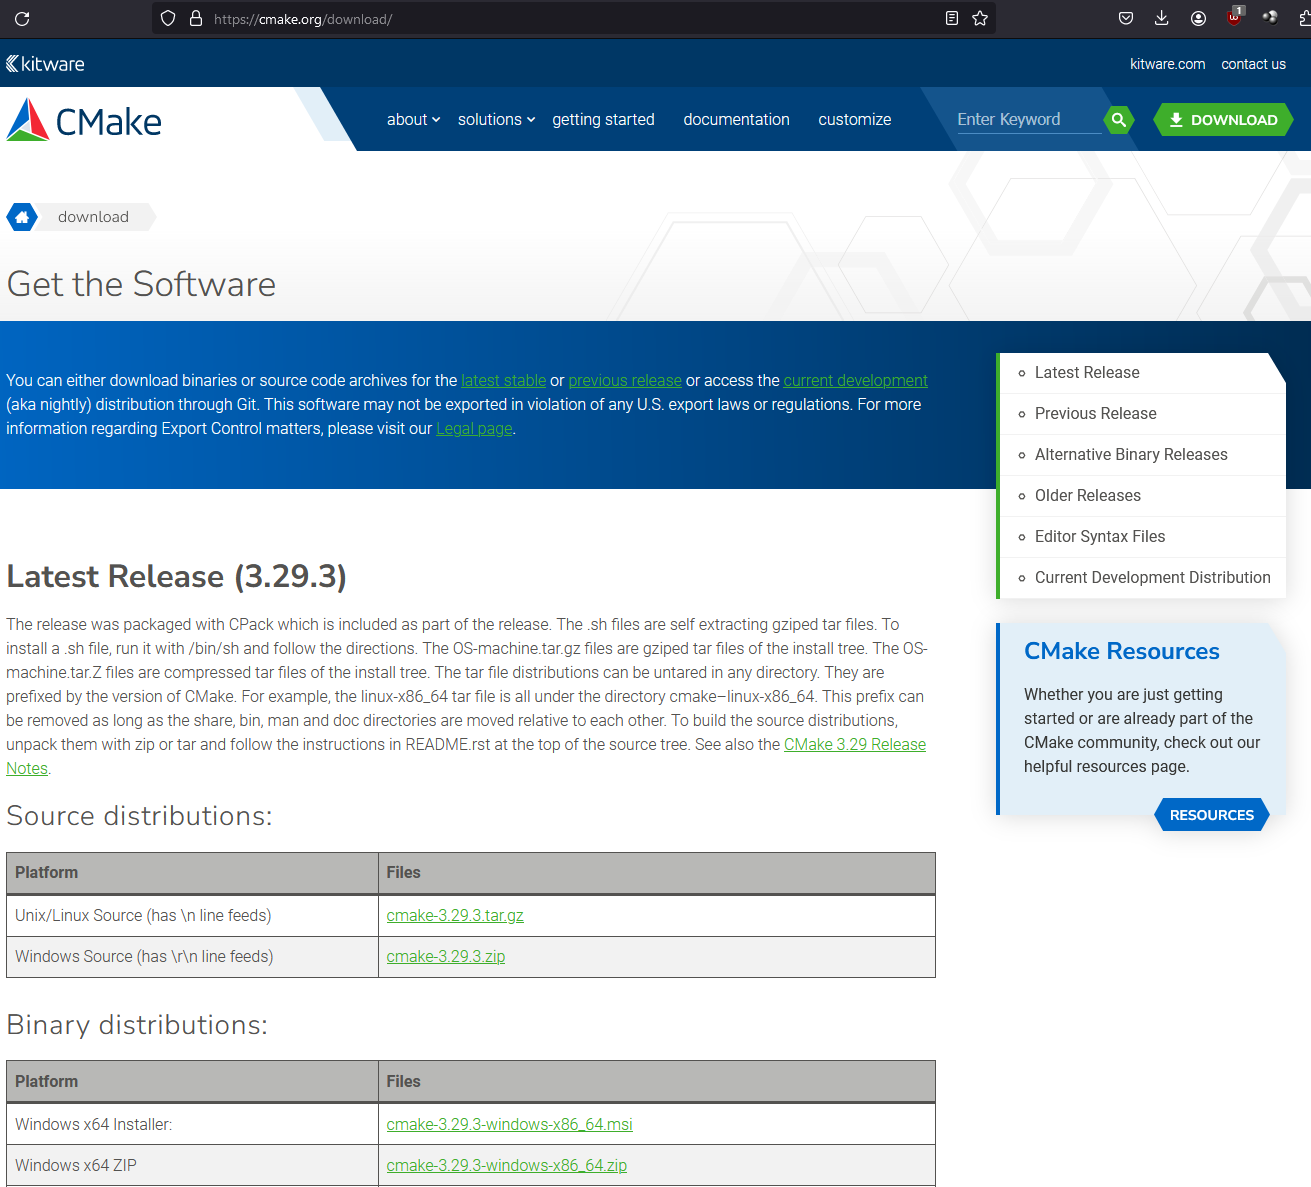 https://cmake.org/download/
1
kitware
kitware.com contact us
CMake
about solutions getting started documentation customize
Enter Keyword
DOWNLOAD
download
Get the Software
You can either download binaries or source code archives for the latest stable or previous release or access the current development
(aka nightly) distribution through Git. This software may not be exported in violation of any U.S. export laws or regulations. For more
information regarding Export Control matters, please visit our Legal page.
Latest Release
Previous Release
Alternative Binary Releases
Older Releases
Editor Syntax Files
Current Development Distribution
Latest Release (3.29.3)
The release was packaged with CPack which is included as part of the release. The .sh files are self extracting gziped tar files. To
install a .sh file, run it with /bin/sh and follow the directions. The OS-machine.tar.gz files are gziped tar files of the install tree. The OS-
machine.tar.Z files are compressed tar files of the install tree. The tar file distributions can be untared in any directory. They are
prefixed by the version of CMake. For example, the linux-x86_64 tar file is all under the directory cmake–linux-x86_64. This prefix can
be removed as long as the share, bin, man and doc directories are moved relative to each other. To build the source distributions,
unpack them with zip or tar and follow the instructions in README.rst at the top of the source tree. See also the CMake 3.29 Release
Notes.
CMake Resources
Whether you are just getting
started or are already part of the
CMake community, check out our
helpful resources page.
RESOURCES
Source distributions:
Platform Files
Unix/Linux Source (has \n line feeds) cmake-3.29.3.tar.gz
Windows Source (has \r\n line feeds) cmake-3.29.3.zip
Binary distributions:
Platform Files
Windows x64 Installer: cmake-3.29.3-windows-x86_64.msi
Windows x64 ZIP cmake-3.29.3-windows-x86_64.zip